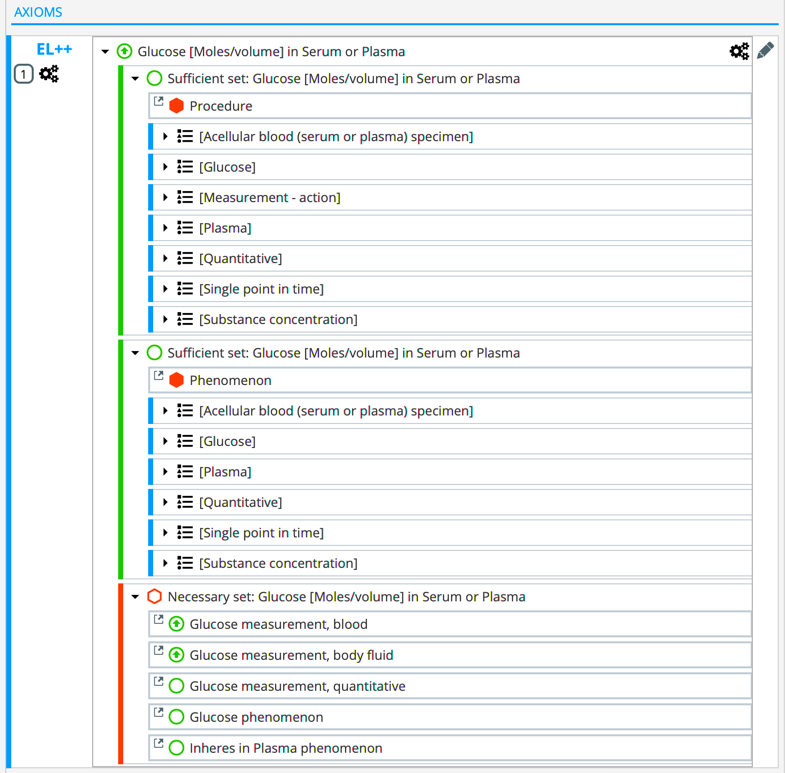 AXIOMS
EL++
Glucose [Moles/volume] in Serum or Plasma
1
Sufficient set: Glucose [Moles/volume] in Serum or Plasma
Procedure
[Acellular blood (serum or plasma) specimen]
[Glucose]
[Measurement - action]
[Plasma]
[Quantitative]
[Single point in time]
[Substance concentration]
Sufficient set: Glucose [Moles/volume] in Serum or Plasma
Phenomenon
[Acellular blood (serum or plasma) specimen]
[Glucose]
[Plasma]
[Quantitative]
[Single point in time]
[Substance concentration]
Necessary set: Glucose [Moles/volume] in Serum or Plasma
Glucose measurement, blood
Glucose measurement, body fluid
Glucose measurement, quantitative
Glucose phenomenon
Inheres in Plasma phenomenon